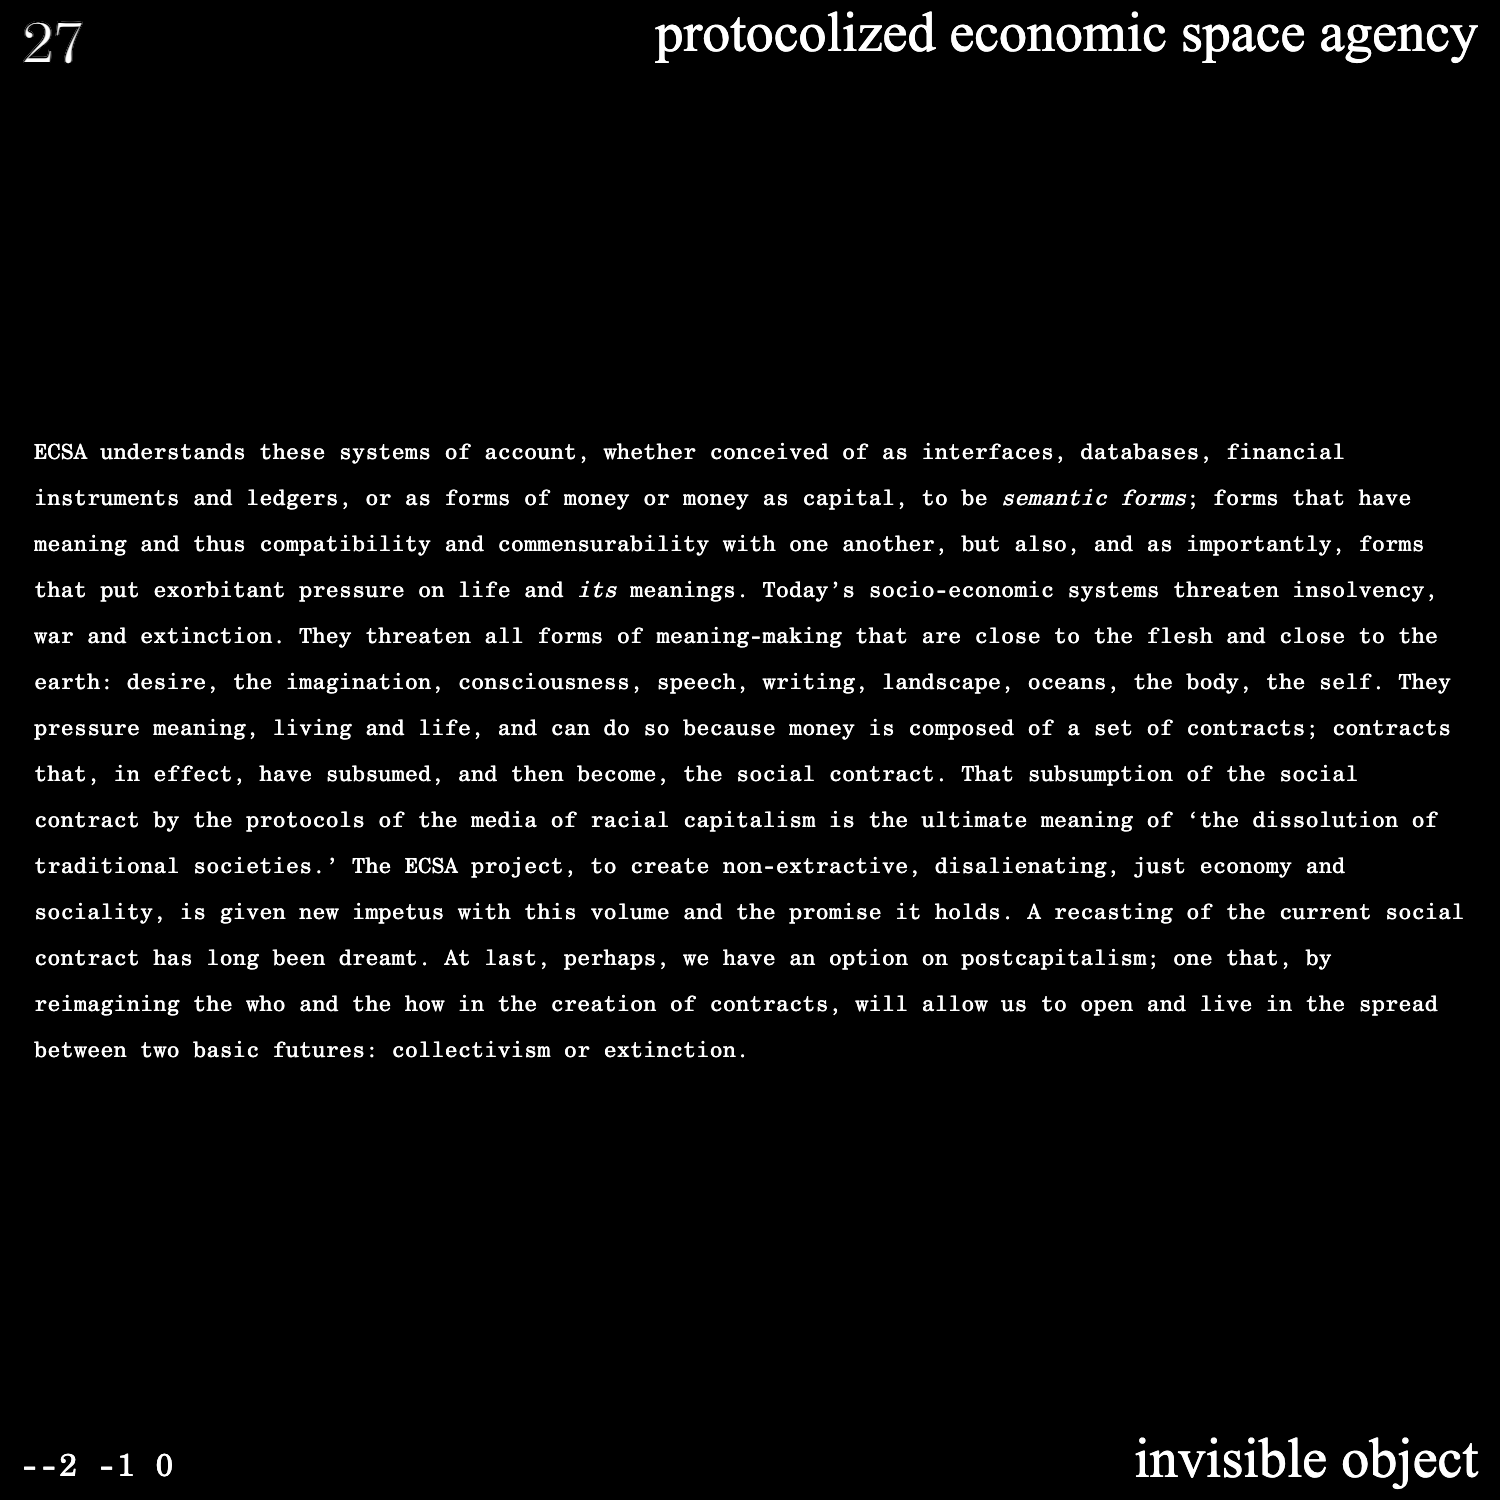 27
protocolized economic space agency
ECSA understands these systems of account, whether conceived of as interfaces, databases, financial
instruments and ledgers, or as forms of money or money as capital, to be semantic forms; forms that have
meaning and thus compatibility and commensurability with one another, but also, and as importantly, forms
that put exorbitant pressure on life and its meanings. Today’s socio-economic systems threaten insolvency,
war and extinction. They threaten all forms of meaning-making that are close to the flesh and close to the
earth: desire, the imagination, consciousness, speech, writing, landscape, oceans, the body, the self. They
pressure meaning, living and life, and can do so because money is composed of a set of contracts; contracts
that, in effect, have subsumed, and then become, the social contract. That subsumption of the social
contract by the protocols of the media of racial capitalism is the ultimate meaning of ‘the dissolution of
traditional societies.’ The ECSA project, to create non-extractive, disalienating, just economy and
sociality, is given new impetus with this volume and the promise it holds. A recasting of the current social
contract has long been dreamt. At last, perhaps, we have an option on postcapitalism; one that, by
reimagining the who and the how in the creation of contracts, will allow us to open and live in the spread
between two basic futures: collectivism or extinction.
--2 -1 0
invisible object